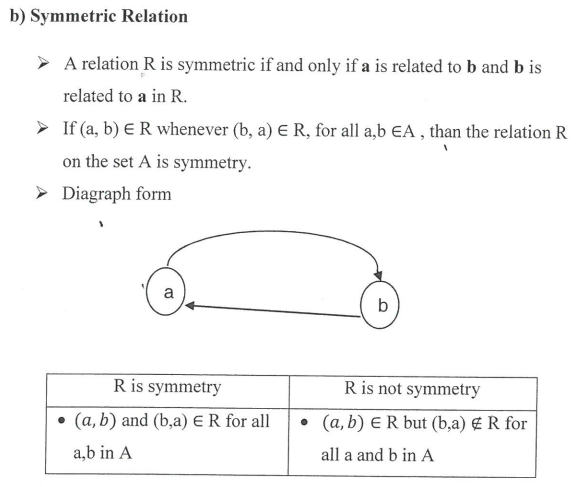 b) Symmetric Relation
➢ A relation R is symmetric if and only if a is related to b and b is
related to a in R.
➢ If (a, b) ∈ R whenever (b, a) ∈ R, for all a,b ∈A , than the relation R
on the set A is symmetry.
➢ Diagraph form
a
b
R is symmetry
R is not symmetry
• (a, b) and (b,a) ∈ R for all
a,b in A
• (a, b) ∈ R but (b,a) ∉ R for
all a and b in A